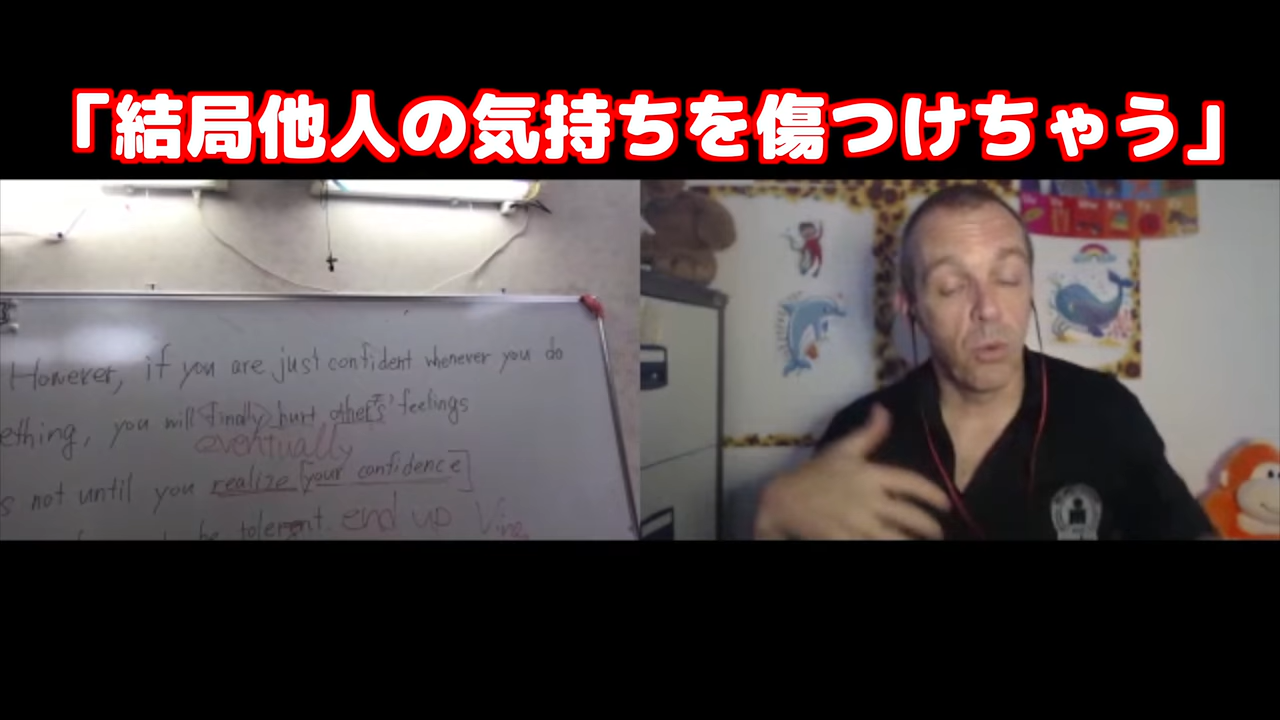 「結局他人の気持ちを傷つけちゃう」
However, if you are just confident whenever you do
ething, you will finally hurt others' feelings
eventually
s not until you realize [your confidence]
be tolerant. end up Ving